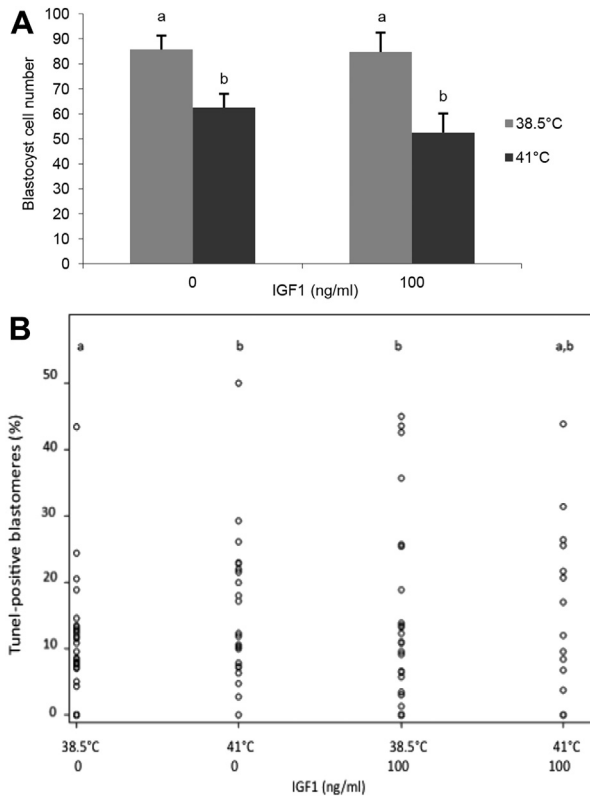 A
Blastocyst cell number
100
90
80
70
60
50
40
30
20
10
0
a
b
a
b
38.5°C
41°C
0
100
IGF1 (ng/ml)
B
Tunel-positive blastomeres (%)
50
40
30
20
10
0
a
b
b
a,b
38.5°C 41°C 38.5°C 41°C
0 0 100 100
IGF1 (ng/ml)